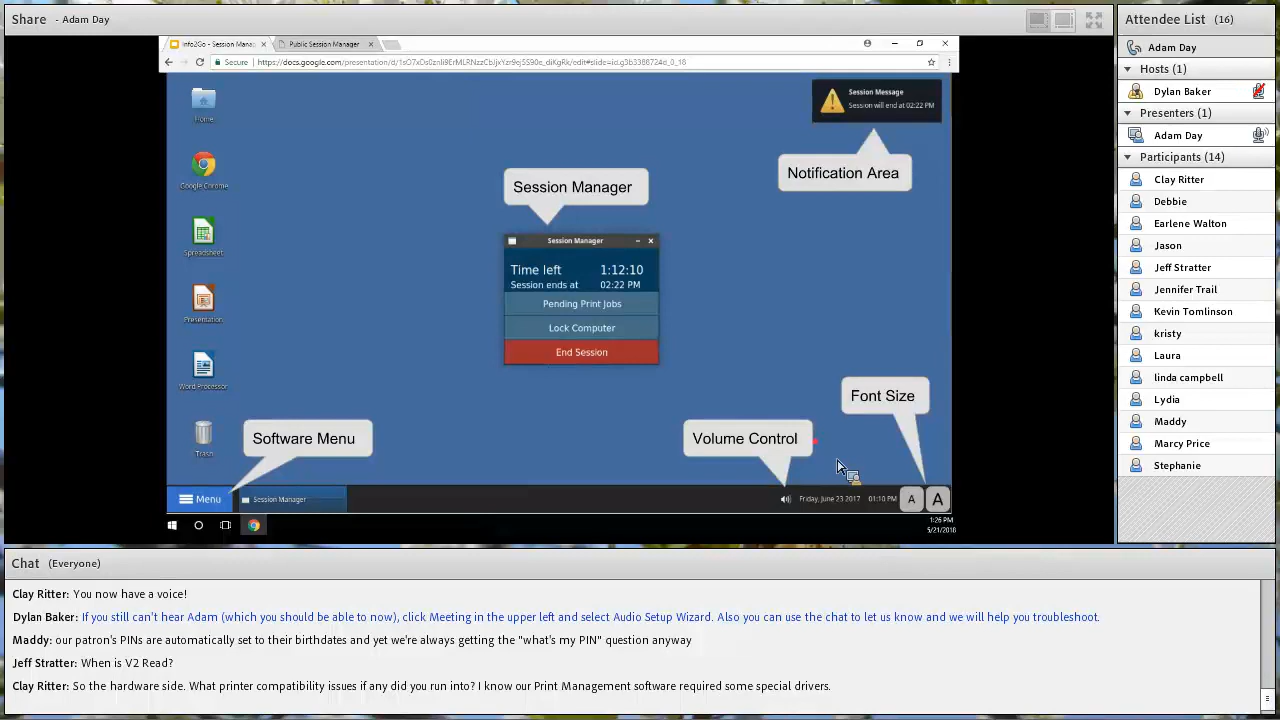 Share - Adam Day
Info2Go - Session Mana
Public Session Manager
Secure
Home
Google Chrome
Spreadsheet
Presentation
Word Processor
Trash
Session Message
Session will end at 02:22 PM
Notification Area
Session Manager
Session Manager
Time left 1:12:10
Session ends at 02:22 PM
Pending Print Jobs
Lock Computer
End Session
Font Size
Software Menu
Volume Control
Menu
Session Manager
Friday, June 23 2017 01:10 PM
A A
1:26 PM
5/21/2018
Attendee List (16)
Adam Day
Hosts (1)
Dylan Baker
Presenters (1)
Adam Day
Participants (14)
Clay Ritter
Debbie
Earlene Walton
Jason
Jeff Stratter
Jennifer Trail
Kevin Tomlinson
kristy
Laura
linda campbell
Lydia
Maddy
Marcy Price
Stephanie
Chat (Everyone)
Clay Ritter: You now have a voice!
Dylan Baker: If you still can't hear Adam (which you should be able to now), click Meeting in the upper left and select Audio Setup Wizard. Also you can use the chat to let us know and we will help you troubleshoot.
Maddy: our patron's PINs are automatically set to their birthdates and yet we're always getting the "what's my PIN" question anyway
Jeff Stratter: When is V2 Read?
Clay Ritter: So the hardware side. What printer compatibility issues if any did you run into? I know our Print Management software required some special drivers.